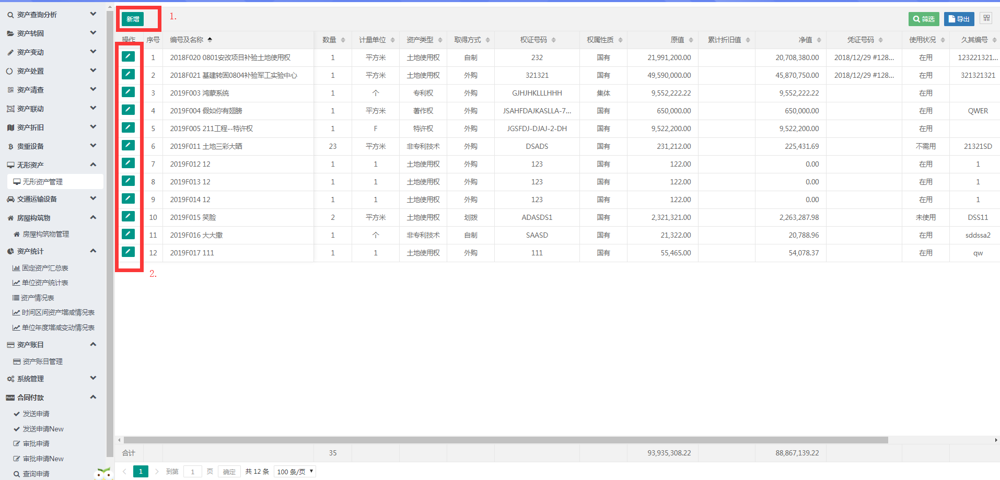 资产查询分析
资产转固
资产变动
资产处置
资产清查
资产联动
资产折旧
贵重设备
无形资产
无形资产管理
交通运输设备
房屋构筑物
房屋构筑物管理
资产统计
固定资产汇总表
单位资产统计表
资产情况表
时间区间资产增减情况表
单位年度增减变动情况表
资产账目
资产账目管理
系统管理
合同付款
发送申请
发送申请New
审批申请
审批申请New
查询申请
新增 1. 筛选 导出
操作 序号 编号及名称 数量 计量单位 资产类型 取得方式 权证号码 权属性质 原值 累计折旧值 净值 凭证号码 使用状况 久其编号
1 2018F020 0801安改项目补验土地使用权 1 平方米 土地使用权 自制 232 国有 21,991,200.00 20,708,380.00 2018/12/29 #128... 在用 123221321...
2 2018F021 基建转固0804补验军工实验中心 1 平方米 土地使用权 外购 321321 国有 49,590,000.00 45,870,750.00 2018/12/29 #128... 在用 321321321
3 2019F003 鸿蒙系统 1 个 专利权 外购 GJHJHKLLLHHH 集体 9,552,222.22 9,552,222.22 在用
4 2019F004 假如你有翅膀 1 平方米 著作权 外购 JSAHFDAJKASLLA-7... 国有 650,000.00 650,000.00 在用 QWER
5 2019F005 211工程--特许权 1 F 特许权 外购 JGSFDJ-DJAJ-2-DH 国有 9,522,200.00 9,522,200.00 在用
6 2019F011 土地三彩大晒 23 平方米 非专利技术 外购 DSADS 国有 231,212.00 225,431.69 不需用 21321SD
7 2019F012 12 1 1 土地使用权 外购 123 国有 122.00 0.00 在用 1
8 2019F013 12 1 1 土地使用权 外购 123 国有 122.00 0.00 在用 1
9 2019F014 12 1 1 土地使用权 外购 123 国有 122.00 0.00 在用 1
10 2019F015 笑脸 2 平方米 土地使用权 划拨 ADASDS1 国有 2,321,321.00 2,263,287.98 未使用 DSS11
11 2019F016 大大撒 1 个 非专利技术 自制 SAASD 国有 21,322.00 20,788.96 在用 sddssa2
12 2019F017 111 1 1 土地使用权 外购 111 国有 55,465.00 54,078.37 在用 qw
2.
合计 35 93,935,308.22 88,867,139.22
1 到第 1 页 确定 共 12 条 100 条/页